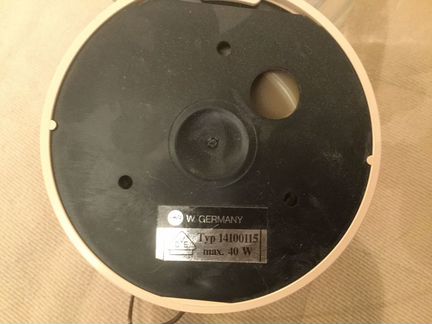 W. GERMANY
Typ 14100115
max. 40 W